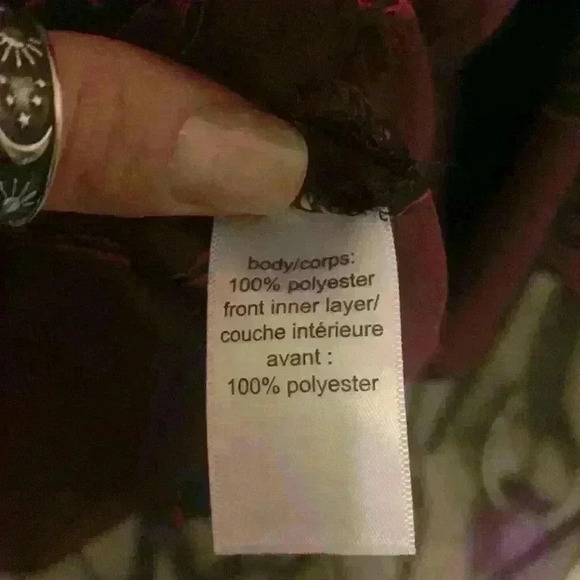 body/corps:
100% polyester
front inner layer/
couche intérieure
avant :
100% polyester